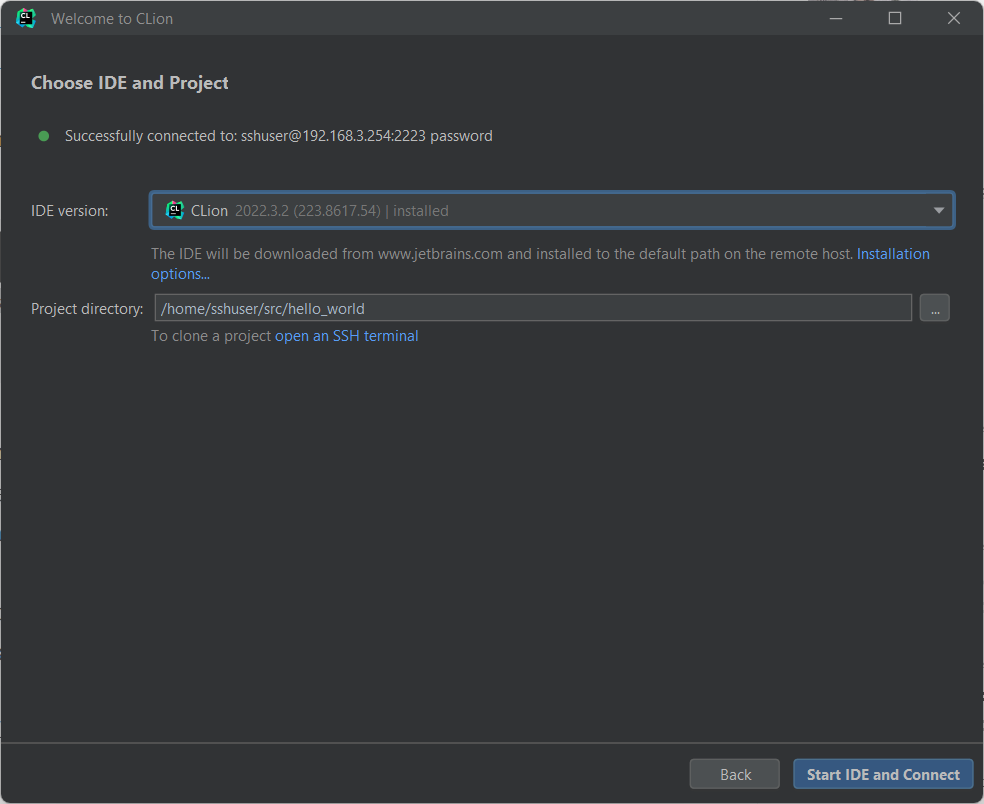 Welcome to CLion
Choose IDE and Project
Successfully connected to: sshuser@192.168.3.254:2223 password
IDE version:
CLion 2022.3.2 (223.8617.54) | installed
The IDE will be downloaded from www.jetbrains.com and installed to the default path on the remote host. Installation
options...
Project directory:
/home/sshuser/src/hello_world
...
To clone a project open an SSH terminal
Back
Start IDE and Connect